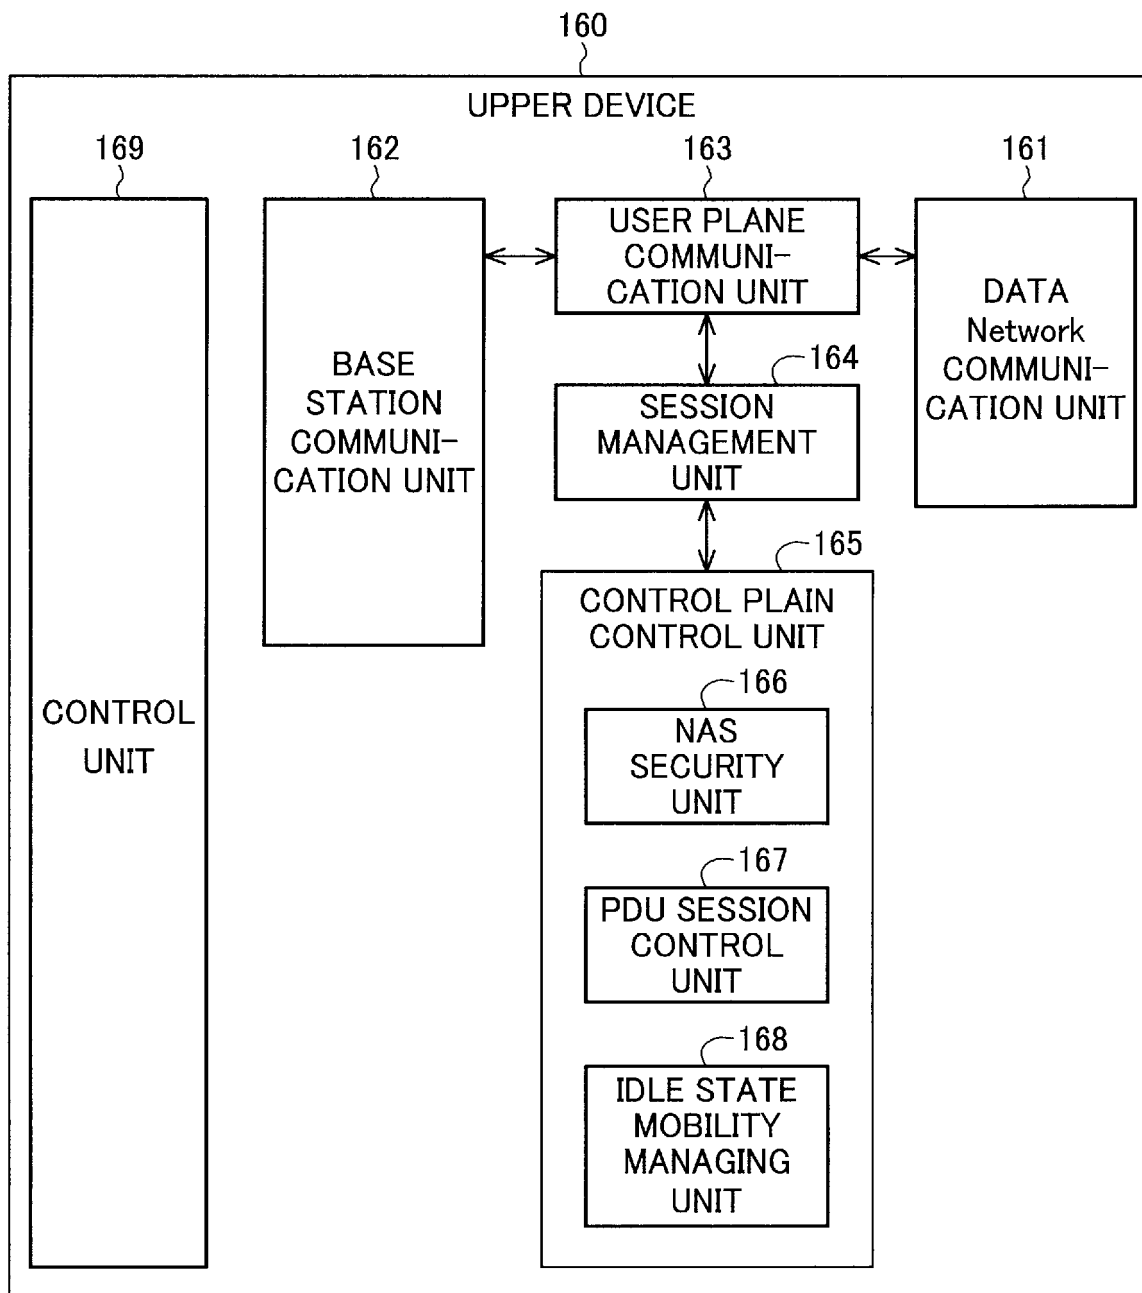 160
UPPER DEVICE
169
162
163
161
CONTROL
UNIT
BASE
STATION
COMMUNI-
CATION UNIT
USER PLANE
COMMUNI-
CATION UNIT
DATA
Network
COMMUNI-
CATION UNIT
164
SESSION
MANAGEMENT
UNIT
165
CONTROL PLAIN
CONTROL UNIT
166
NAS
SECURITY
UNIT
167
PDU SESSION
CONTROL
UNIT
168
IDLE STATE
MOBILITY
MANAGING
UNIT